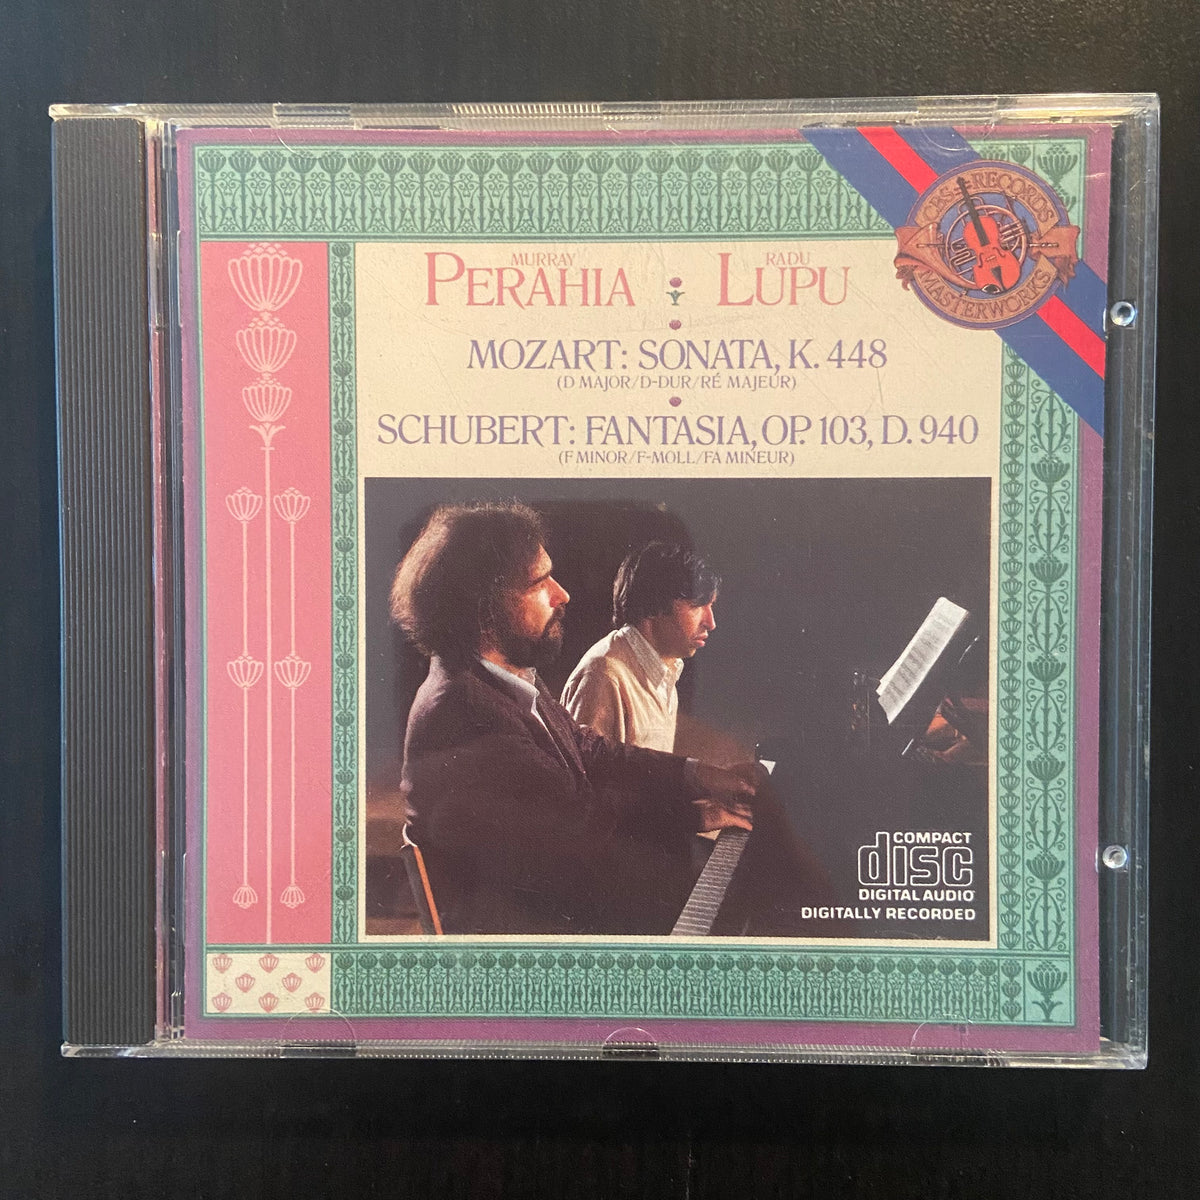 CBS RECORDS
MASTERWORKS
MURRAY
PERAHIA
RADU
LUPU
MOZART: SONATA, K. 448
(D MAJOR/D-DUR/RÉ MAJEUR)
SCHUBERT: FANTASIA, OP. 103, D. 940
(F MINOR/F-MOLL/FA MINEUR)
COMPACT
disc
DIGITAL AUDIO
DIGITALLY RECORDED